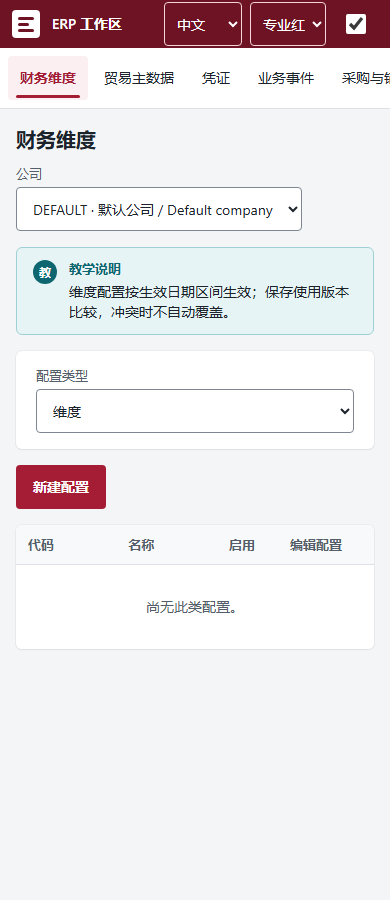 ERP 工作区
中文
专业红
财务维度
贸易主数据
凭证
业务事件
采购与
财务维度
公司
DEFAULT · 默认公司 / Default company
教
教学说明
维度配置按生效日期区间生效；保存使用版本
比较，冲突时不自动覆盖。
配置类型
维度
新建配置
代码
名称
启用
编辑配置
尚无此类配置。